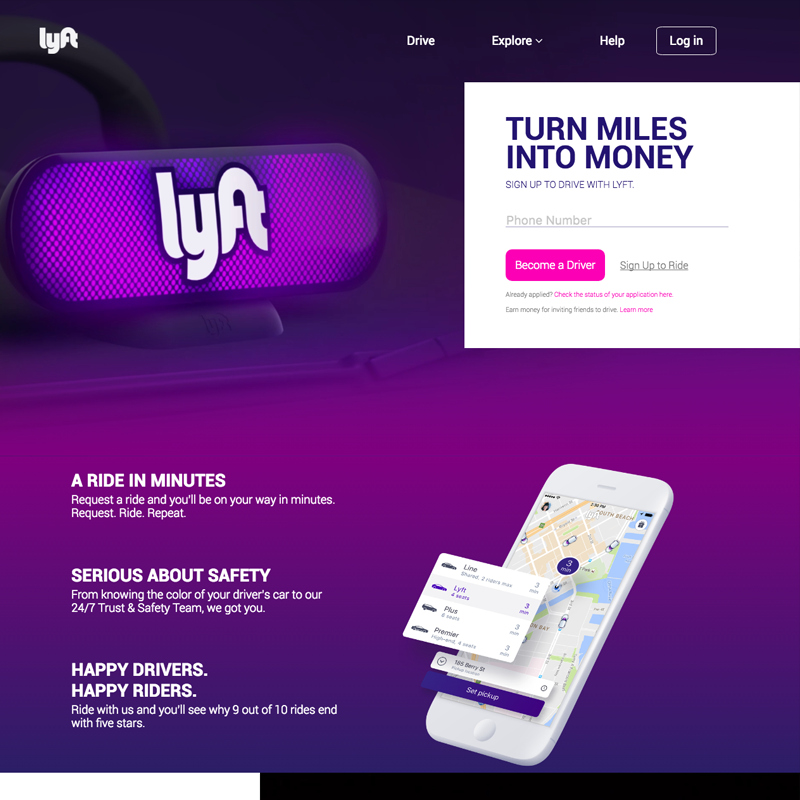 lyft
Drive
Explore
Help
Log in
lyft
TURN MILES
INTO MONEY
SIGN UP TO DRIVE WITH LYFT.
Phone Number
Become a Driver
Sign Up to Ride
Already applied? Check the status of your application here.
Earn money for inviting friends to drive. Learn more
A RIDE IN MINUTES
Request a ride and you'll be on your way in minutes.
Request. Ride. Repeat.
SERIOUS ABOUT SAFETY
From knowing the color of your driver's car to our
24/7 Trust & Safety Team, we got you.
HAPPY DRIVERS.
HAPPY RIDERS.
Ride with us and you'll see why 9 out of 10 rides end
with five stars.
SOUTH BEACH
3
min
Line
Shared, 2 riders max
3
min
Lyft
4 seats
3
min
Plus
6 seats
3
min
Premier
High-end, 4 seats
3
min
185 Berry St
Set pickup